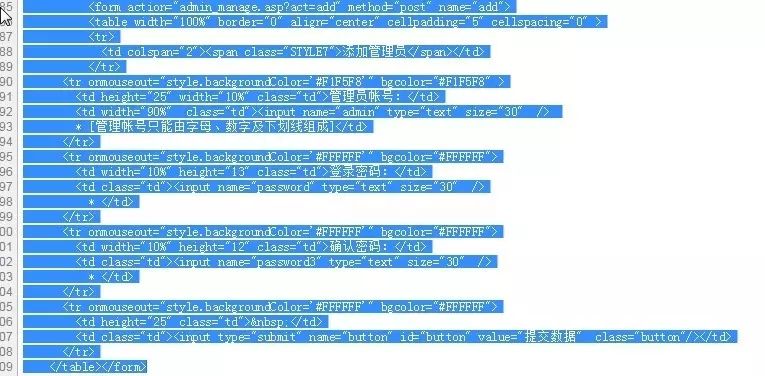 85 <form action="admin_manage.asp?act=add" method="post" name="add">
86 <table width="100%" border="0" align="center" cellpadding="5" cellspacing="0" >
87 <tr>
88 <td colspan="2"><span class="STYLE7">添加管理员</span></td>
89 </tr>
90 <tr onmouseout="style.backgroundColor='#F1F5F8'" bgcolor="#F1F5F8" >
91 <td height="25" width="10%" class="td">管理员帐号：</td>
92 <td width="90%" class="td"><input name="admin" type="text" size="30" />
93 * [管理帐号只能由字母、数字及下划线组成]</td>
94 </tr>
95 <tr onmouseout="style.backgroundColor='#FFFFFF'" bgcolor="#FFFFFF">
96 <td width="10%" height="13" class="td">登录密码：</td>
97 <td class="td"><input name="password" type="text" size="30" />
98 * </td>
99 </tr>
00 <tr onmouseout="style.backgroundColor='#FFFFFF'" bgcolor="#FFFFFF">
01 <td width="10%" height="12" class="td">确认密码：</td>
02 <td class="td"><input name="password3" type="text" size="30" />
03 * </td>
04 </tr>
05 <tr onmouseout="style.backgroundColor='#FFFFFF'" bgcolor="#FFFFFF">
06 <td height="25" class="td">&nbsp;</td>
07 <td class="td"><input type="submit" name="button" id="button" value="提交数据" class="button"/></td>
08 </tr>
09 </table></form>